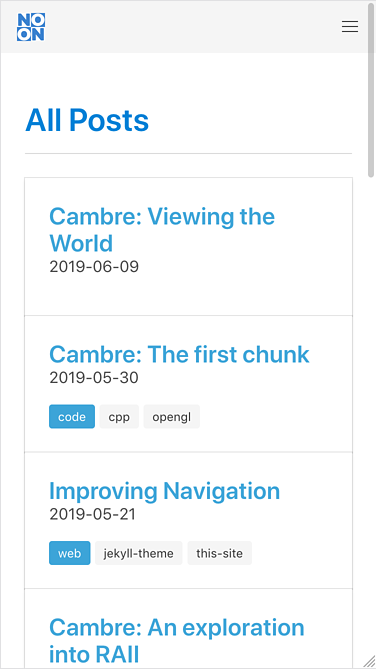 NO
ON
All Posts
Cambre: Viewing the
World
2019-06-09
Cambre: The first chunk
2019-05-30
code cpp opengl
Improving Navigation
2019-05-21
web jekyll-theme this-site
Cambre: An exploration
into RAII